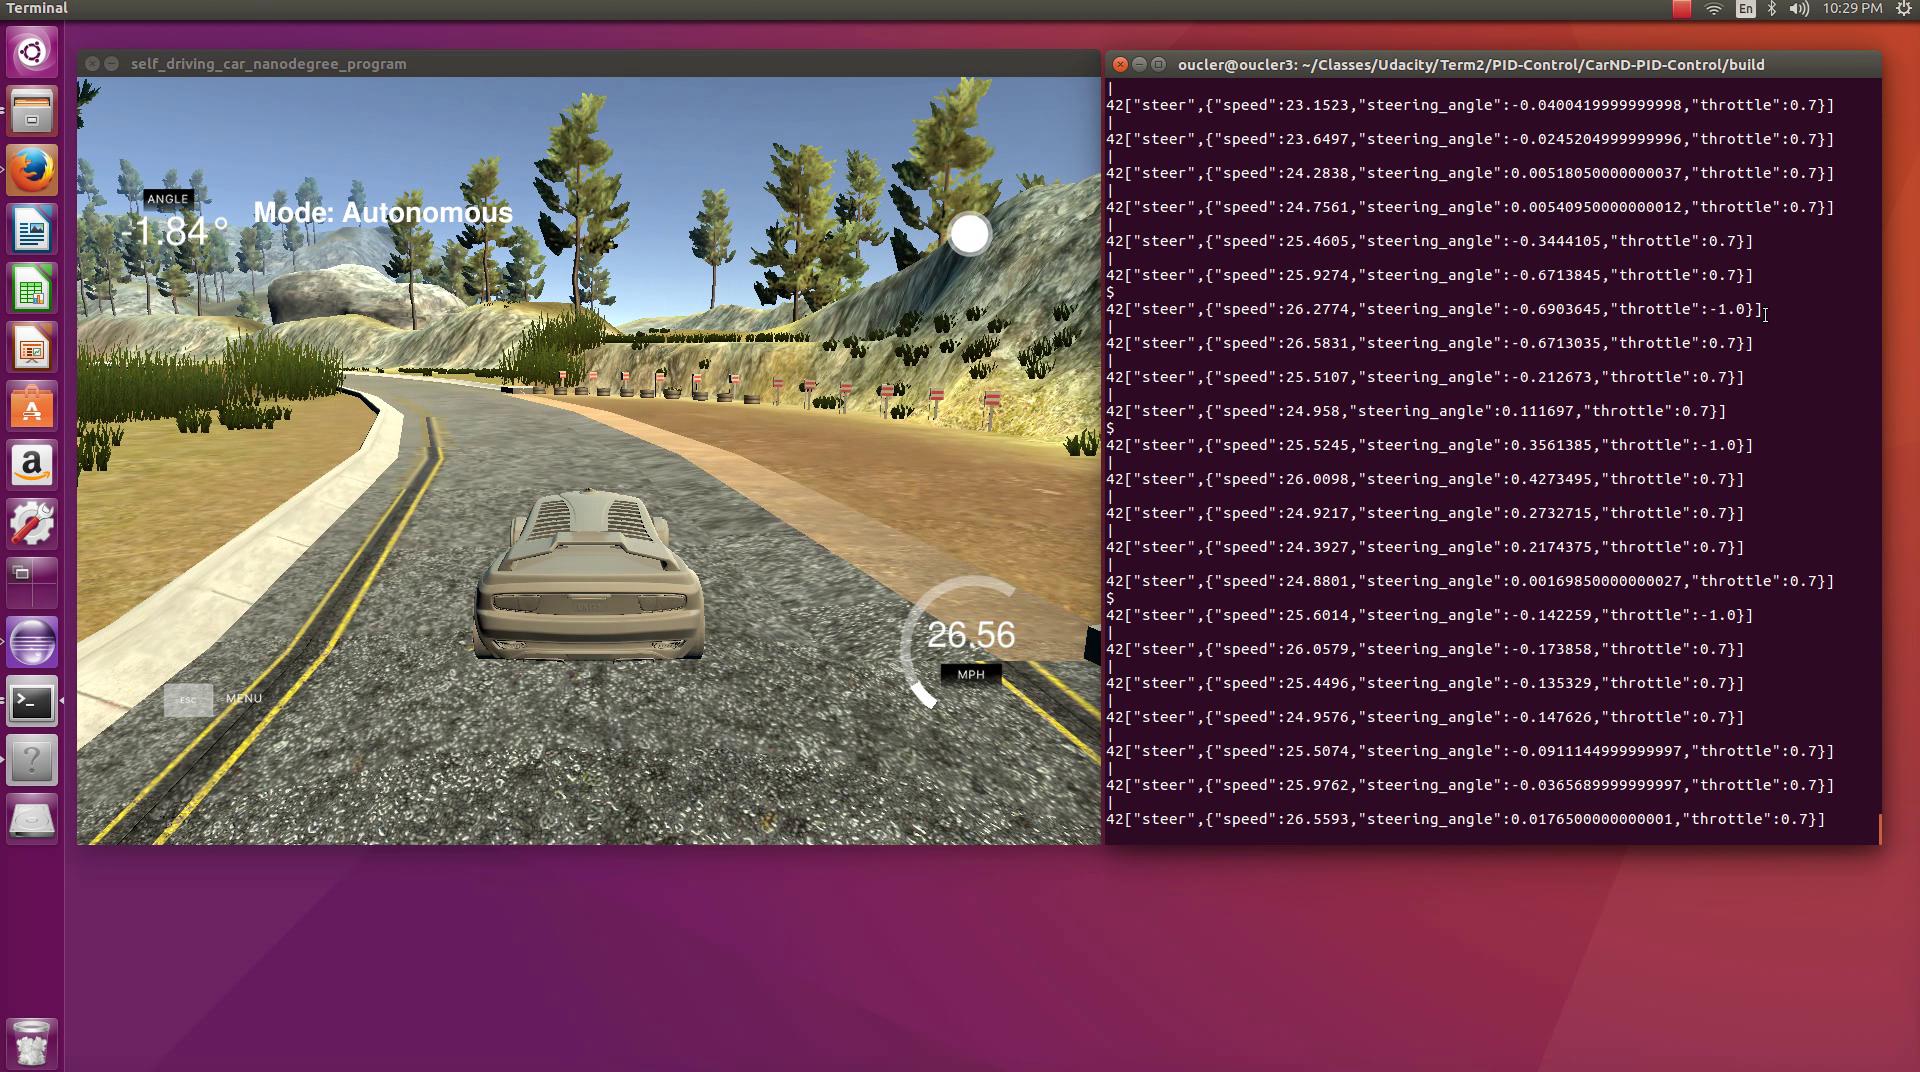 Terminal
En
10:29 PM
self_driving_car_nanodegree_program
ANGLE
-1.84°
Mode: Autonomous
26.56
MPH
ESC
MENU
oucler@oucler3: ~/Classes/Udacity/Term2/PID-Control/CarND-PID-Control/build
|
42["steer",{"speed":23.1523,"steering_angle":-0.0400419999999998,"throttle":0.7}]
|
42["steer",{"speed":23.6497,"steering_angle":-0.0245204999999996,"throttle":0.7}]
|
42["steer",{"speed":24.2838,"steering_angle":0.00518050000000037,"throttle":0.7}]
|
42["steer",{"speed":24.7561,"steering_angle":0.00540950000000012,"throttle":0.7}]
|
42["steer",{"speed":25.4605,"steering_angle":-0.3444105,"throttle":0.7}]
|
42["steer",{"speed":25.9274,"steering_angle":-0.6713845,"throttle":0.7}]
$
42["steer",{"speed":26.2774,"steering_angle":-0.6903645,"throttle":-1.0}]
|
42["steer",{"speed":26.5831,"steering_angle":-0.6713035,"throttle":0.7}]
|
42["steer",{"speed":25.5107,"steering_angle":-0.212673,"throttle":0.7}]
|
42["steer",{"speed":24.958,"steering_angle":0.111697,"throttle":0.7}]
$
42["steer",{"speed":25.5245,"steering_angle":0.3561385,"throttle":-1.0}]
|
42["steer",{"speed":26.0098,"steering_angle":0.4273495,"throttle":0.7}]
|
42["steer",{"speed":24.9217,"steering_angle":0.2732715,"throttle":0.7}]
|
42["steer",{"speed":24.3927,"steering_angle":0.2174375,"throttle":0.7}]
|
42["steer",{"speed":24.8801,"steering_angle":0.00169850000000027,"throttle":0.7}]
$
42["steer",{"speed":25.6014,"steering_angle":-0.142259,"throttle":-1.0}]
|
42["steer",{"speed":26.0579,"steering_angle":-0.173858,"throttle":0.7}]
|
42["steer",{"speed":25.4496,"steering_angle":-0.135329,"throttle":0.7}]
|
42["steer",{"speed":24.9576,"steering_angle":-0.147626,"throttle":0.7}]
|
42["steer",{"speed":25.5074,"steering_angle":-0.0911144999999997,"throttle":0.7}]
|
42["steer",{"speed":25.9762,"steering_angle":-0.0365689999999997,"throttle":0.7}]
|
42["steer",{"speed":26.5593,"steering_angle":0.0176500000000001,"throttle":0.7}]